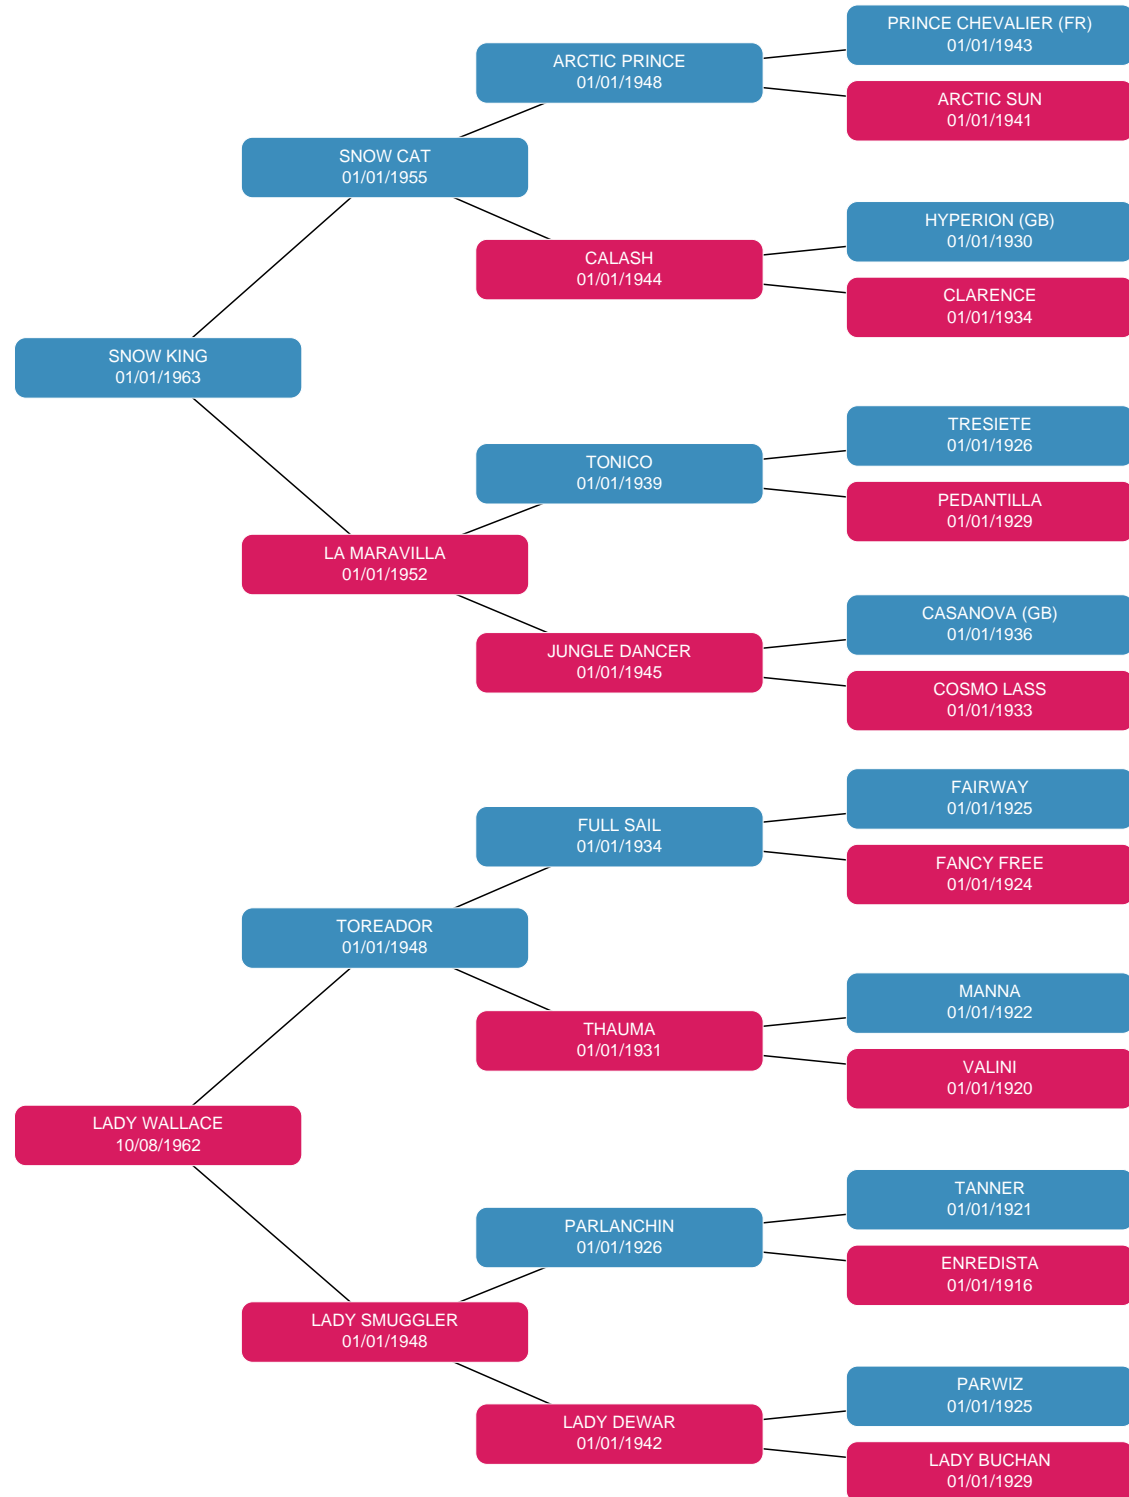 PRINCE CHEVALIER (FR)
01/01/1943
ARCTIC PRINCE
01/01/1948
ARCTIC SUN
01/01/1941
SNOW CAT
01/01/1955
HYPERION (GB)
01/01/1930
CALASH
01/01/1944
CLARENCE
01/01/1934
SNOW KING
01/01/1963
TRESIETE
01/01/1926
TONICO
01/01/1939
PEDANTILLA
01/01/1929
LA MARAVILLA
01/01/1952
CASANOVA (GB)
01/01/1936
JUNGLE DANCER
01/01/1945
COSMO LASS
01/01/1933
FAIRWAY
01/01/1925
FULL SAIL
01/01/1934
FANCY FREE
01/01/1924
TOREADOR
01/01/1948
MANNA
01/01/1922
THAUMA
01/01/1931
VALINI
01/01/1920
LADY WALLACE
10/08/1962
TANNER
01/01/1921
PARLANCHIN
01/01/1926
ENREDISTA
01/01/1916
LADY SMUGGLER
01/01/1948
PARWIZ
01/01/1925
LADY DEWAR
01/01/1942
LADY BUCHAN
01/01/1929